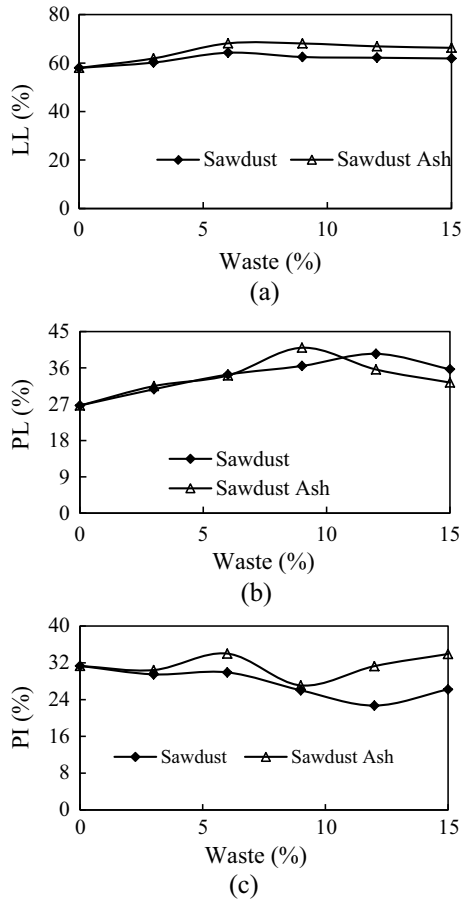 80
60
40
20
0
LL (%)
Sawdust
Sawdust Ash
0 5 10 15
Waste (%)
(a)
45
36
27
18
9
0
PL (%)
Sawdust
Sawdust Ash
0 5 10 15
Waste (%)
(b)
40
32
24
16
8
0
PI (%)
Sawdust
Sawdust Ash
0 5 10 15
Waste (%)
(c)